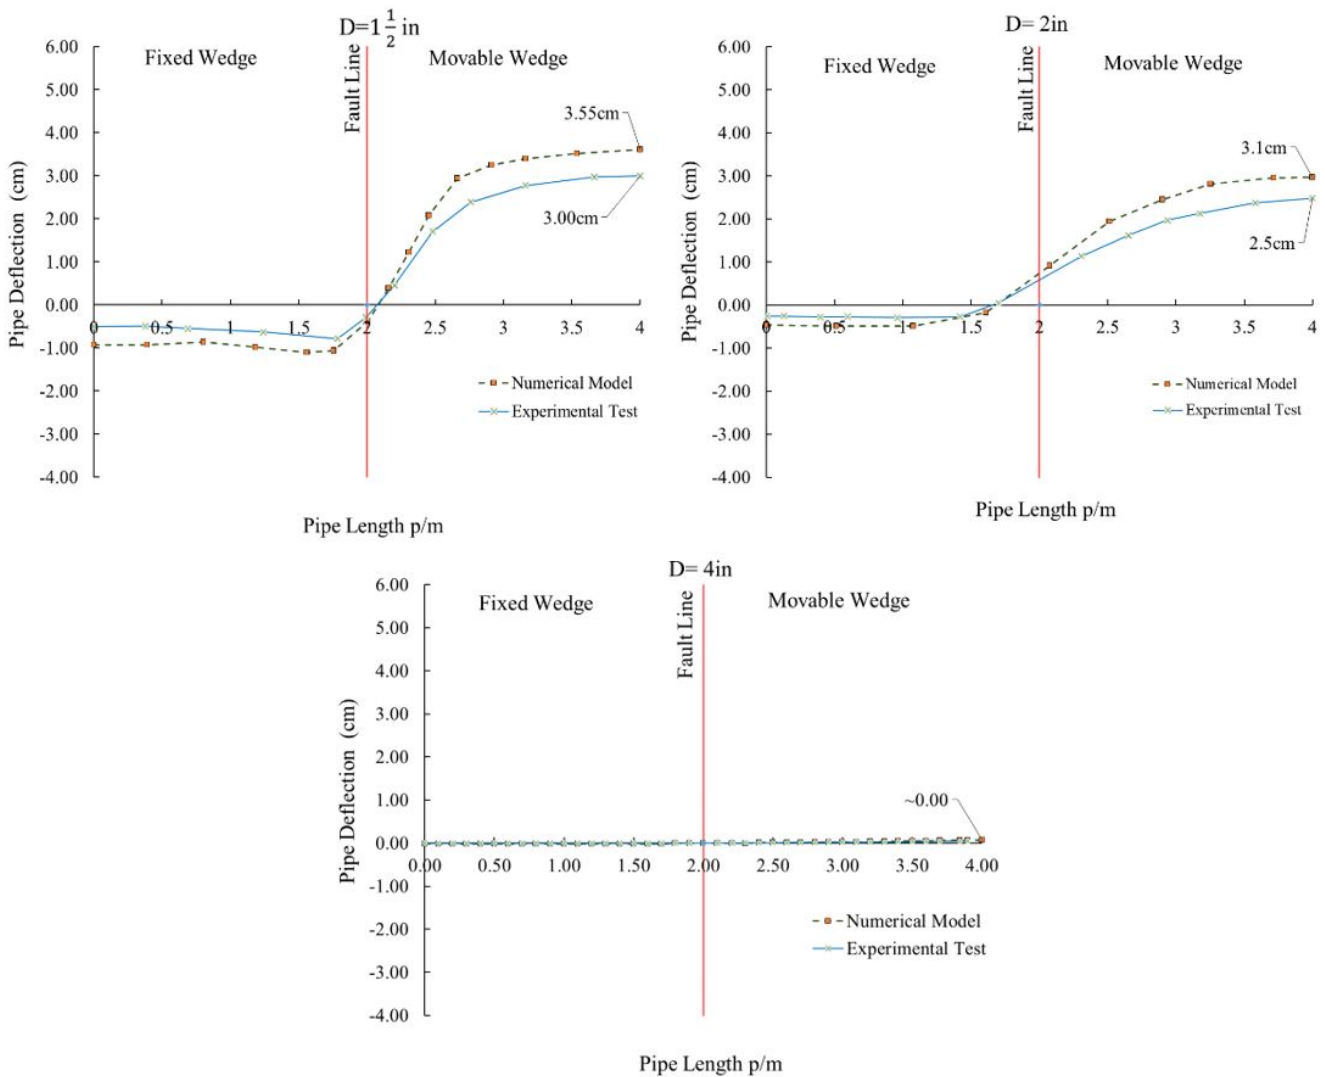 D=1 1/2 in
6.00
5.00
4.00
3.00
2.00
1.00
0.00
-1.00
-2.00
-3.00
-4.00
Pipe Deflection (cm)
Fixed Wedge
Fault Line
Movable Wedge
3.55cm
3.00cm
0
0.5
1
1.5
2
2.5
3
3.5
4
Numerical Model
Experimental Test
Pipe Length p/m
D= 2in
6.00
5.00
4.00
3.00
2.00
1.00
0.00
-1.00
-2.00
-3.00
-4.00
Pipe Deflection (cm)
Fixed Wedge
Fault Line
Movable Wedge
3.1cm
2.5cm
0
0.5
1
1.5
2
2.5
3
3.5
4
Numerical Model
Experimental Test
Pipe Length p/m
D= 4in
6.00
5.00
4.00
3.00
2.00
1.00
0.00
-1.00
-2.00
-3.00
-4.00
Pipe Deflection (cm)
Fixed Wedge
Fault Line
Movable Wedge
~0.00
0.00
0.50
1.00
1.50
2.00
2.50
3.00
3.50
4.00
Numerical Model
Experimental Test
Pipe Length p/m